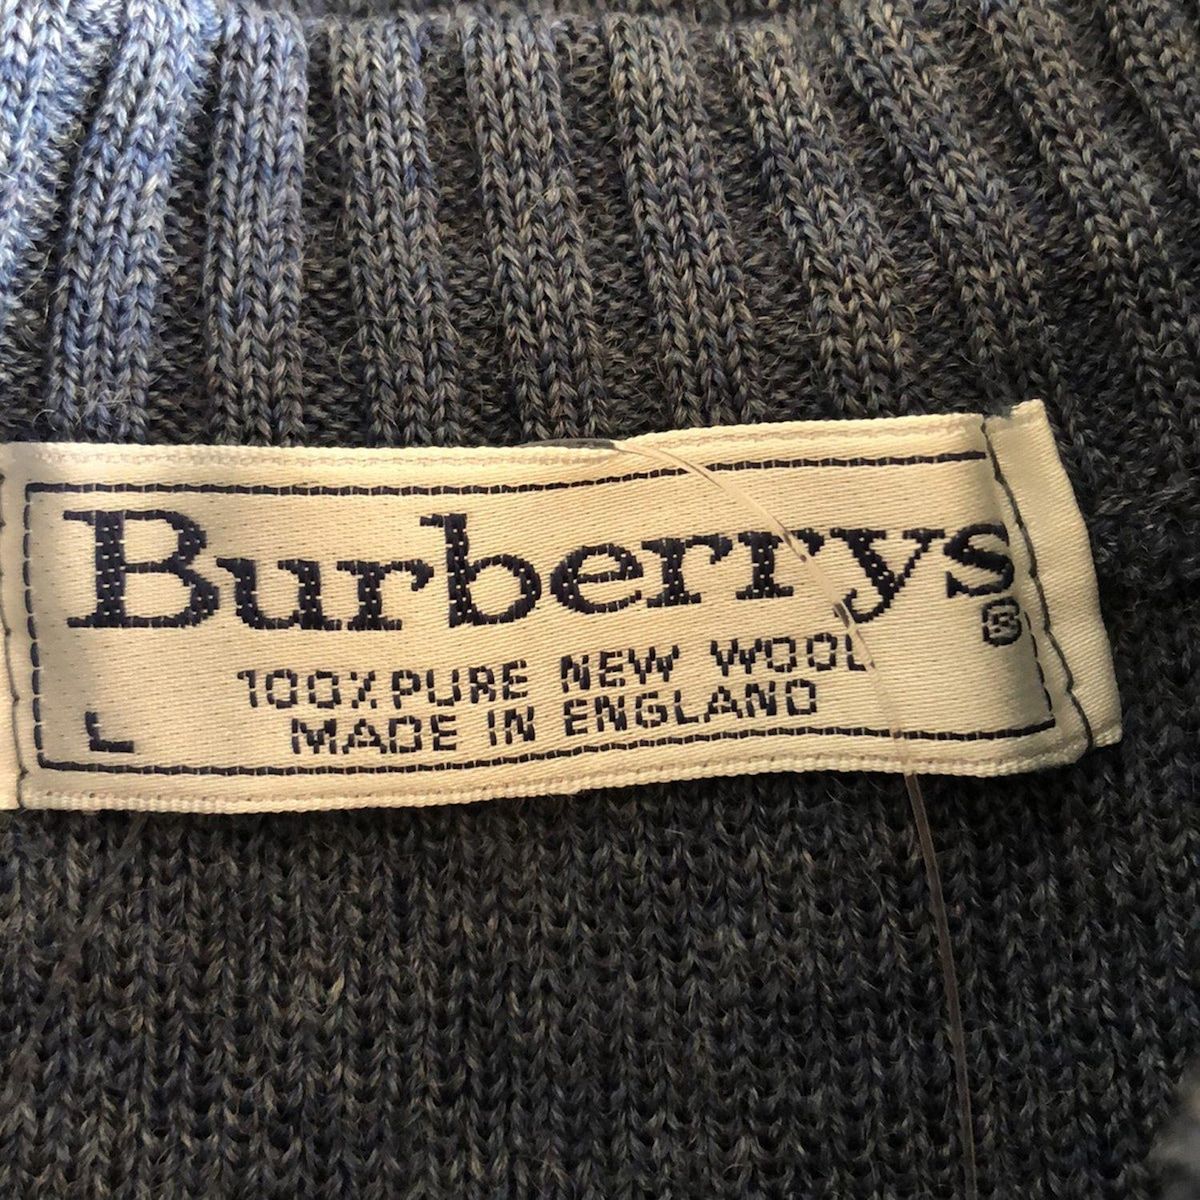 Burberrys®
100% PURE NEW WOOL
MADE IN ENGLAND
L